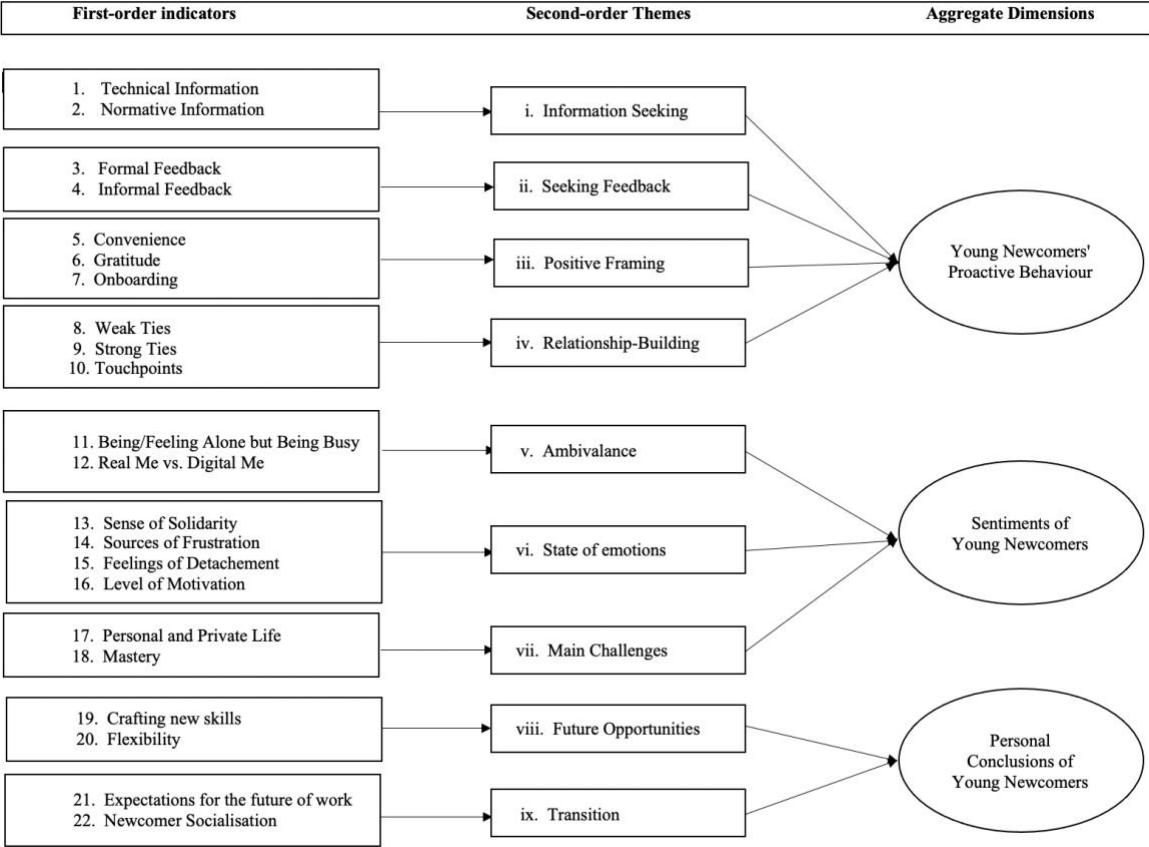 First-order indicators
Second-order Themes
Aggregate Dimensions
1. Technical Information
2. Normative Information
i. Information Seeking
3. Formal Feedback
4. Informal Feedback
ii. Seeking Feedback
5. Convenience
6. Gratitude
7. Onboarding
iii. Positive Framing
8. Weak Ties
9. Strong Ties
10. Touchpoints
iv. Relationship-Building
Young Newcomers'
Proactive Behaviour
11. Being/Feeling Alone but Being Busy
12. Real Me vs. Digital Me
v. Ambivalance
13. Sense of Solidarity
14. Sources of Frustration
15. Feelings of Detachement
16. Level of Motivation
vi. State of emotions
17. Personal and Private Life
18. Mastery
vii. Main Challenges
Sentiments of
Young Newcomers
19. Crafting new skills
20. Flexibility
viii. Future Opportunities
21. Expectations for the future of work
22. Newcomer Socialisation
ix. Transition
Personal
Conclusions of
Young Newcomers